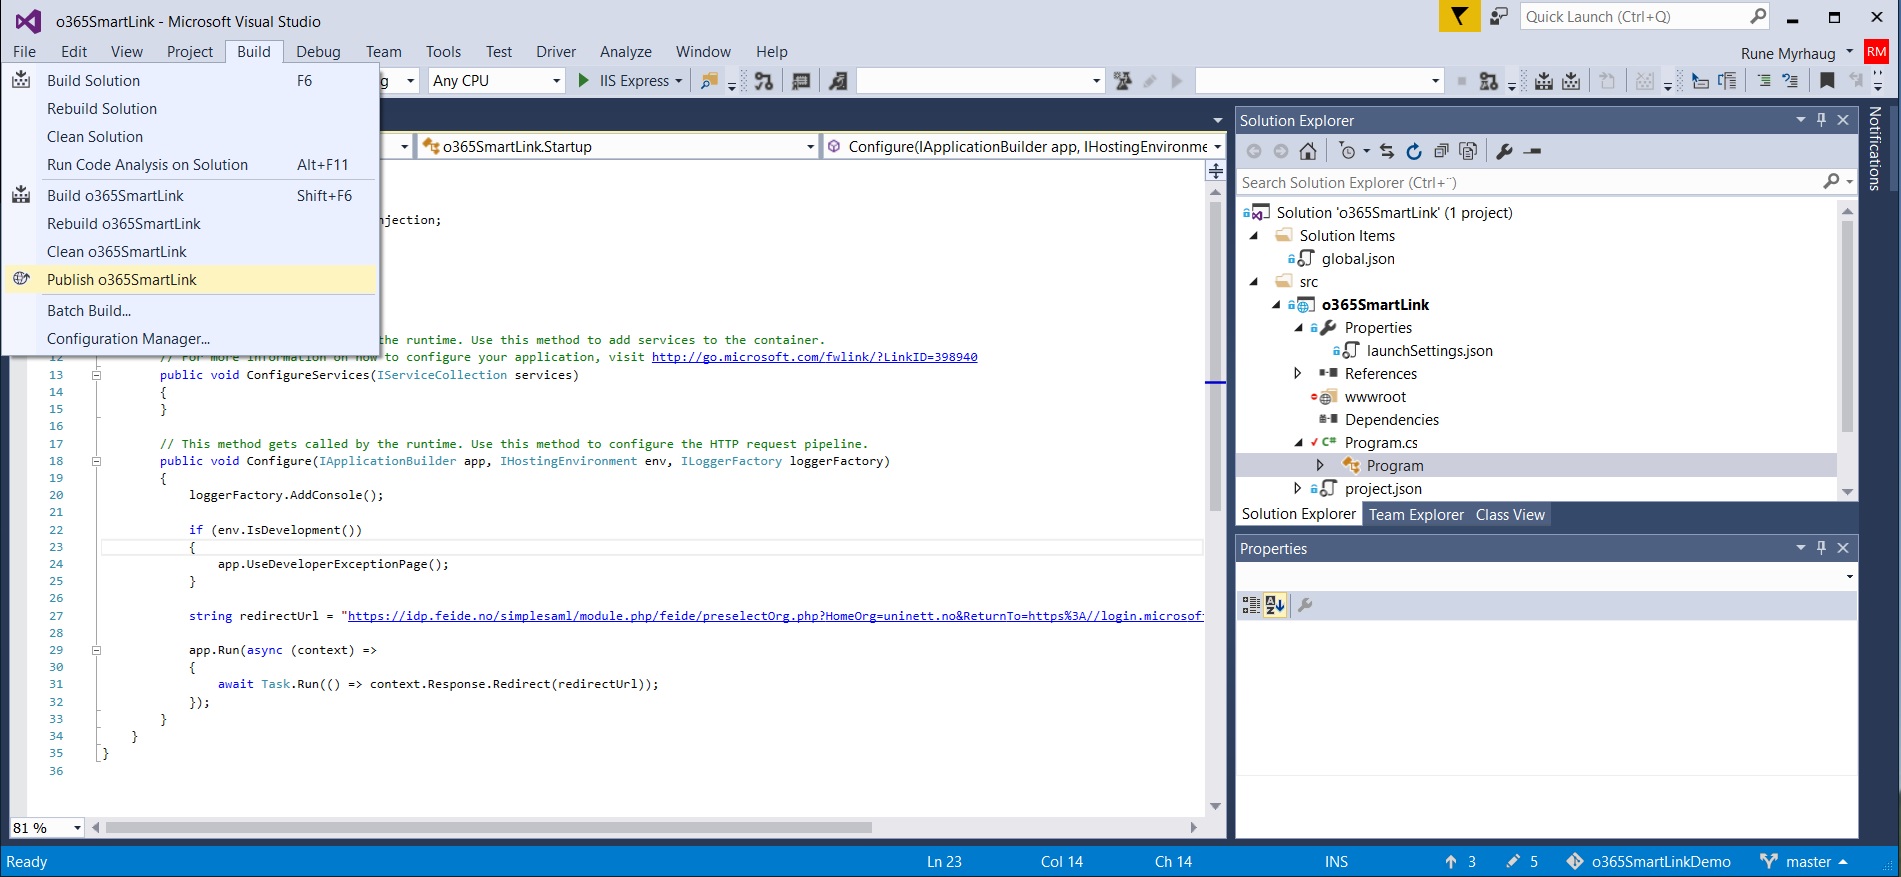 o365SmartLink - Microsoft Visual Studio
Quick Launch (Ctrl+Q)
File Edit View Project Build Debug Team Tools Test Driver Analyze Window Help
Rune Myrhaug RM
g Any CPU IIS Express
Build Solution F6
Rebuild Solution
Clean Solution
Run Code Analysis on Solution Alt+F11
Build o365SmartLink Shift+F6
Rebuild o365SmartLink
Clean o365SmartLink
Publish o365SmartLink
Batch Build...
Configuration Manager...
o365SmartLink.Startup Configure(IApplicationBuilder app, IHostingEnvironme
njection;
the runtime. Use this method to add services to the container.
12 // For more information on how to configure your application, visit http://go.microsoft.com/fwlink/?LinkID=398940
13 public void ConfigureServices(IServiceCollection services)
14 {
15 }
16
17 // This method gets called by the runtime. Use this method to configure the HTTP request pipeline.
18 public void Configure(IApplicationBuilder app, IHostingEnvironment env, ILoggerFactory loggerFactory)
19 {
20 loggerFactory.AddConsole();
21
22 if (env.IsDevelopment())
23 {
24 app.UseDeveloperExceptionPage();
25 }
26
27 string redirectUrl = "https://idp.feide.no/simplesaml/module.php/feide/preselectOrg.php?HomeOrg=uninett.no&ReturnTo=https%3A//login.microsoft
28
29 app.Run(async (context) =>
30 {
31 await Task.Run(() => context.Response.Redirect(redirectUrl));
32 });
33 }
34 }
35 }
36
81 %
Solution Explorer
Search Solution Explorer (Ctrl+¨)
Solution 'o365SmartLink' (1 project)
Solution Items
global.json
src
o365SmartLink
Properties
launchSettings.json
References
wwwroot
Dependencies
C# Program.cs
Program
project.json
Solution Explorer Team Explorer Class View
Properties
Notifications
Ready Ln 23 Col 14 Ch 14 INS 3 5 o365SmartLinkDemo master